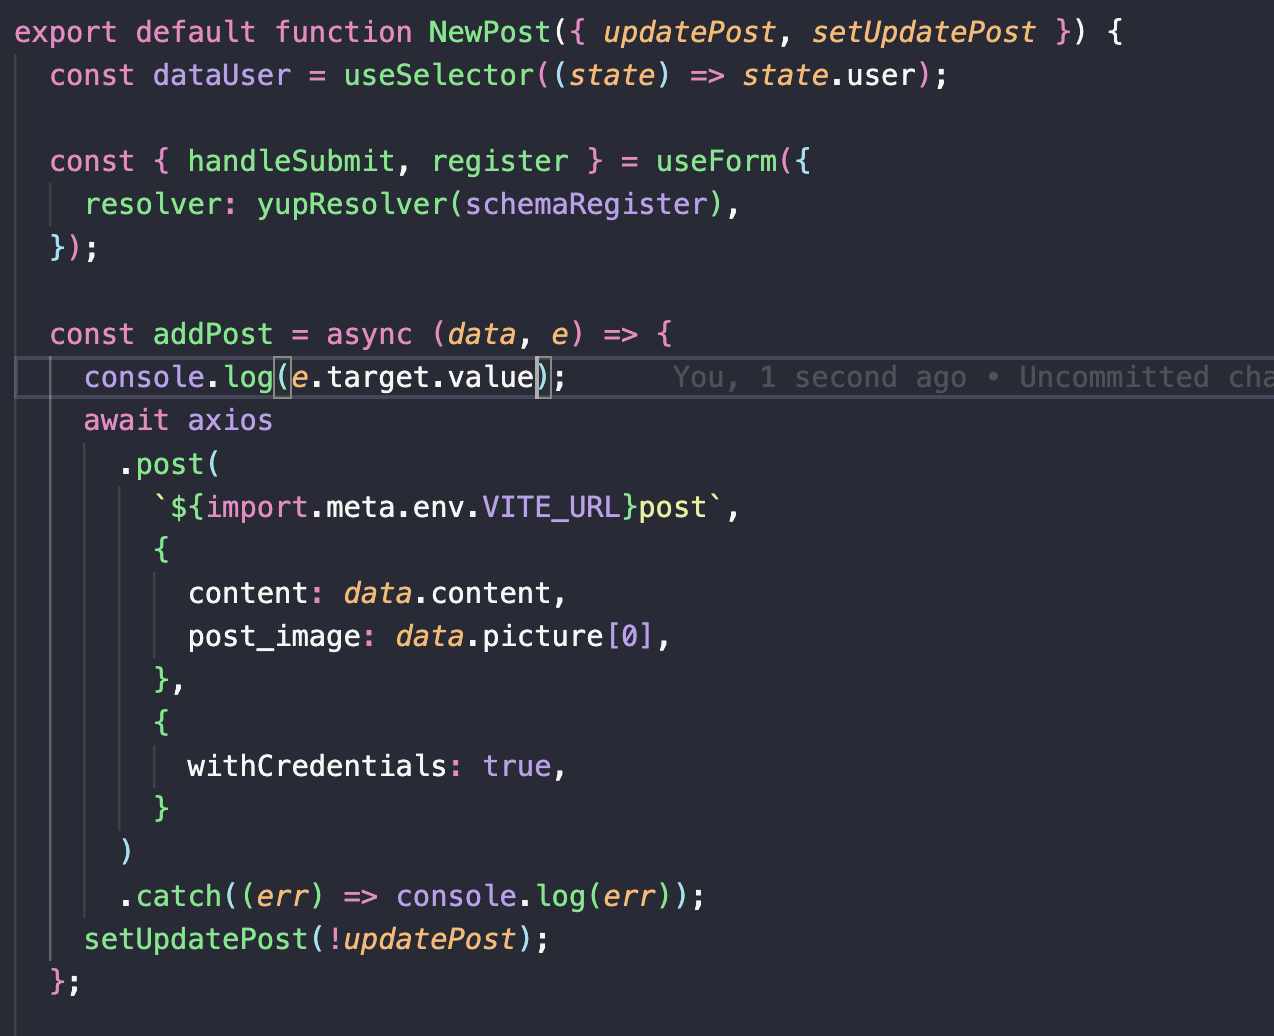 export default function NewPost({ updatePost, setUpdatePost }) {
const dataUser = useSelector((state) => state.user);
const { handleSubmit, register } = useForm({
resolver: yupResolver(schemaRegister),
});
const addPost = async (data, e) => {
console.log(e.target.value); You, 1 second ago • Uncommitted cha
await axios
.post(
`${import.meta.env.VITE_URL}post`,
{
content: data.content,
post_image: data.picture[0],
},
{
withCredentials: true,
}
)
.catch((err) => console.log(err));
setUpdatePost(!updatePost);
};